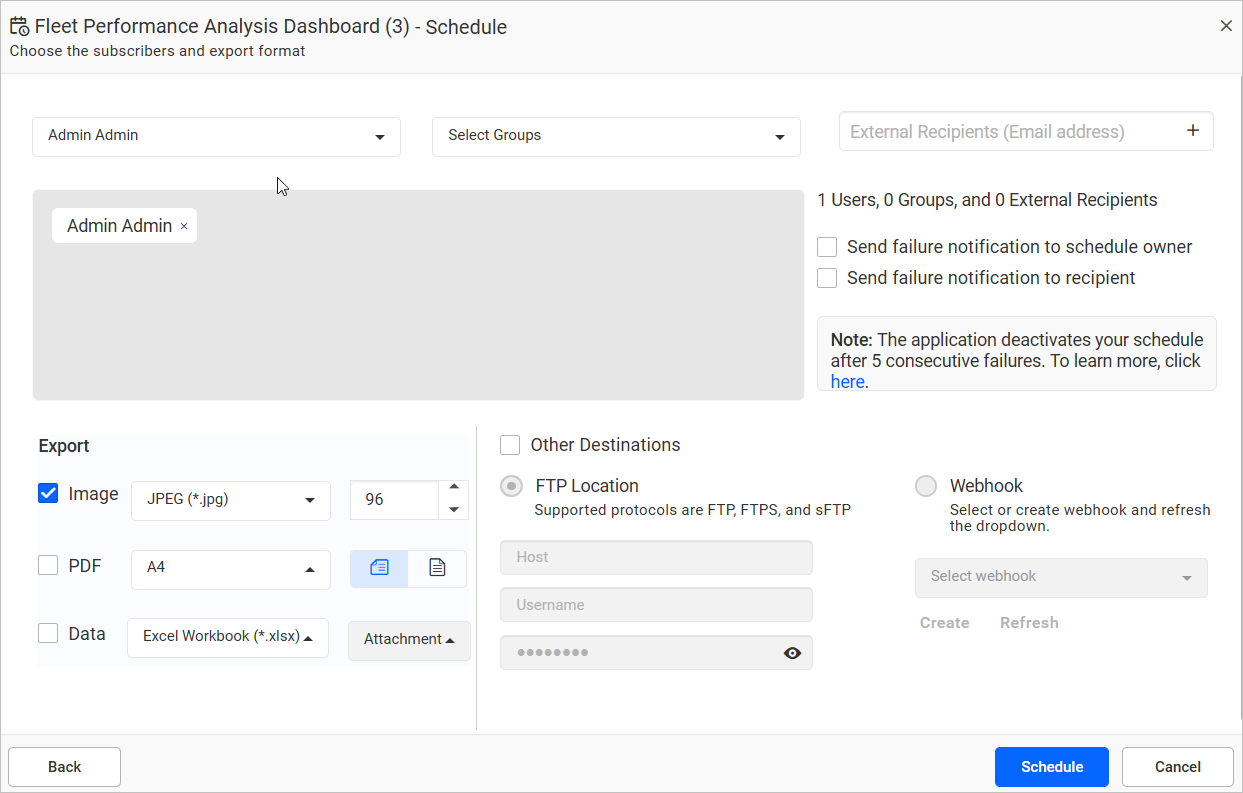 Fleet Performance Analysis Dashboard (3) - Schedule
Choose the subscribers and export format
Admin Admin
Select Groups
External Recipients (Email address)
Admin Admin ×
1 Users, 0 Groups, and 0 External Recipients
Send failure notification to schedule owner
Send failure notification to recipient
Note: The application deactivates your schedule
after 5 consecutive failures. To learn more, click
here.
Export
Image
JPEG (*.jpg)
96
PDF
A4
Data
Excel Workbook (*.xlsx)
Attachment
Other Destinations
FTP Location
Supported protocols are FTP, FTPS, and sFTP
Host
Username
Webhook
Select or create webhook and refresh
the dropdown.
Select webhook
Create
Refresh
Back
Schedule
Cancel